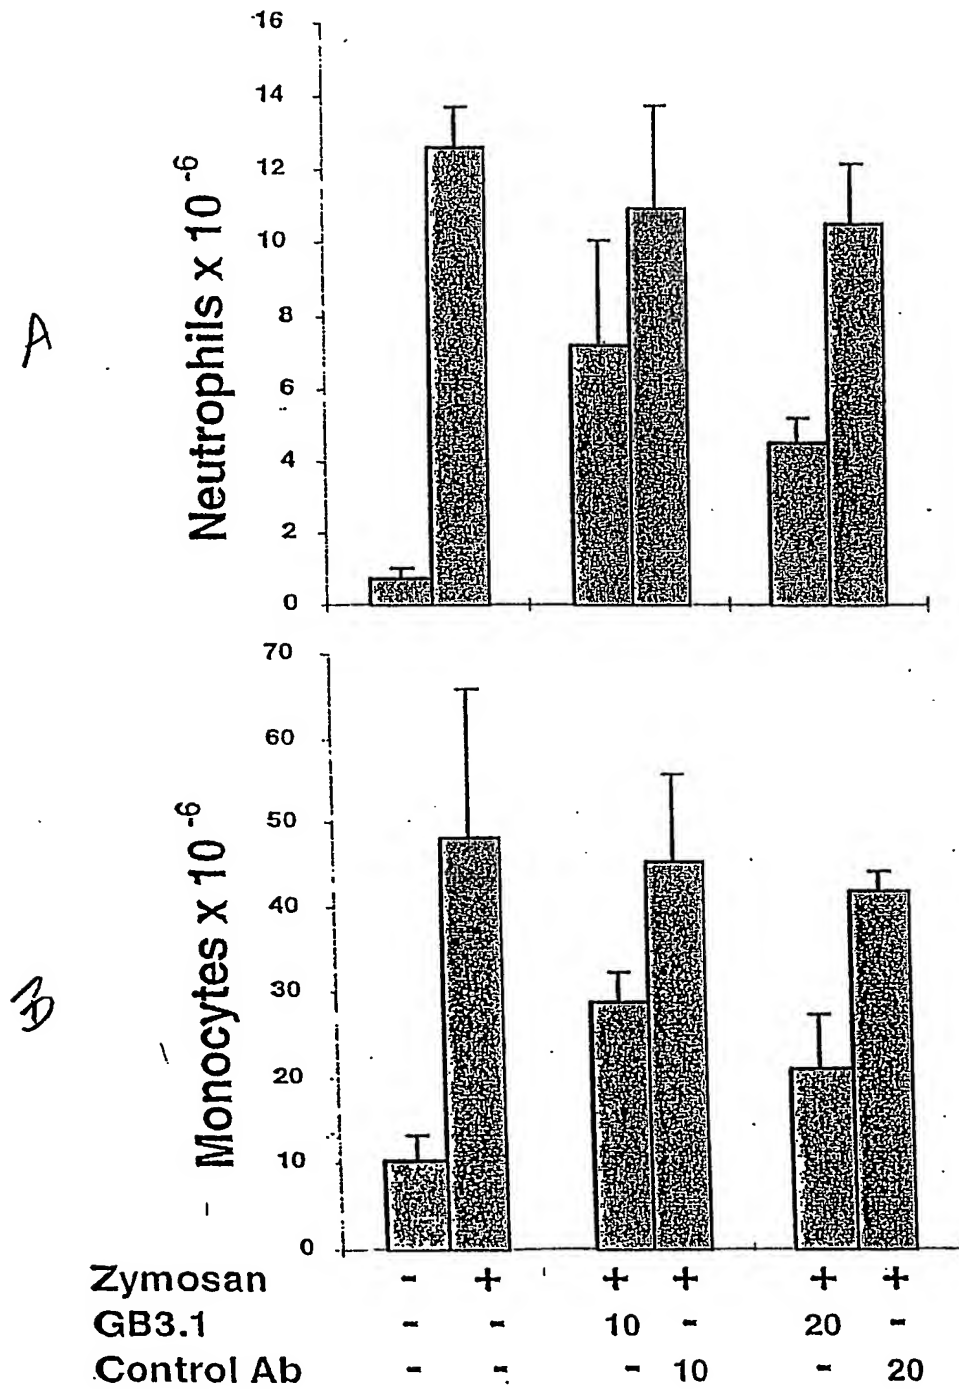 A
Neutrophils x 10 -6
16
14
12
10
8
6
4
2
0
B
Monocytes x 10 -6
70
60
50
40
30
20
10
0
Zymosan - + + + + +
GB3.1 - - 10 - 20 -
Control Ab - - - 10 - 20